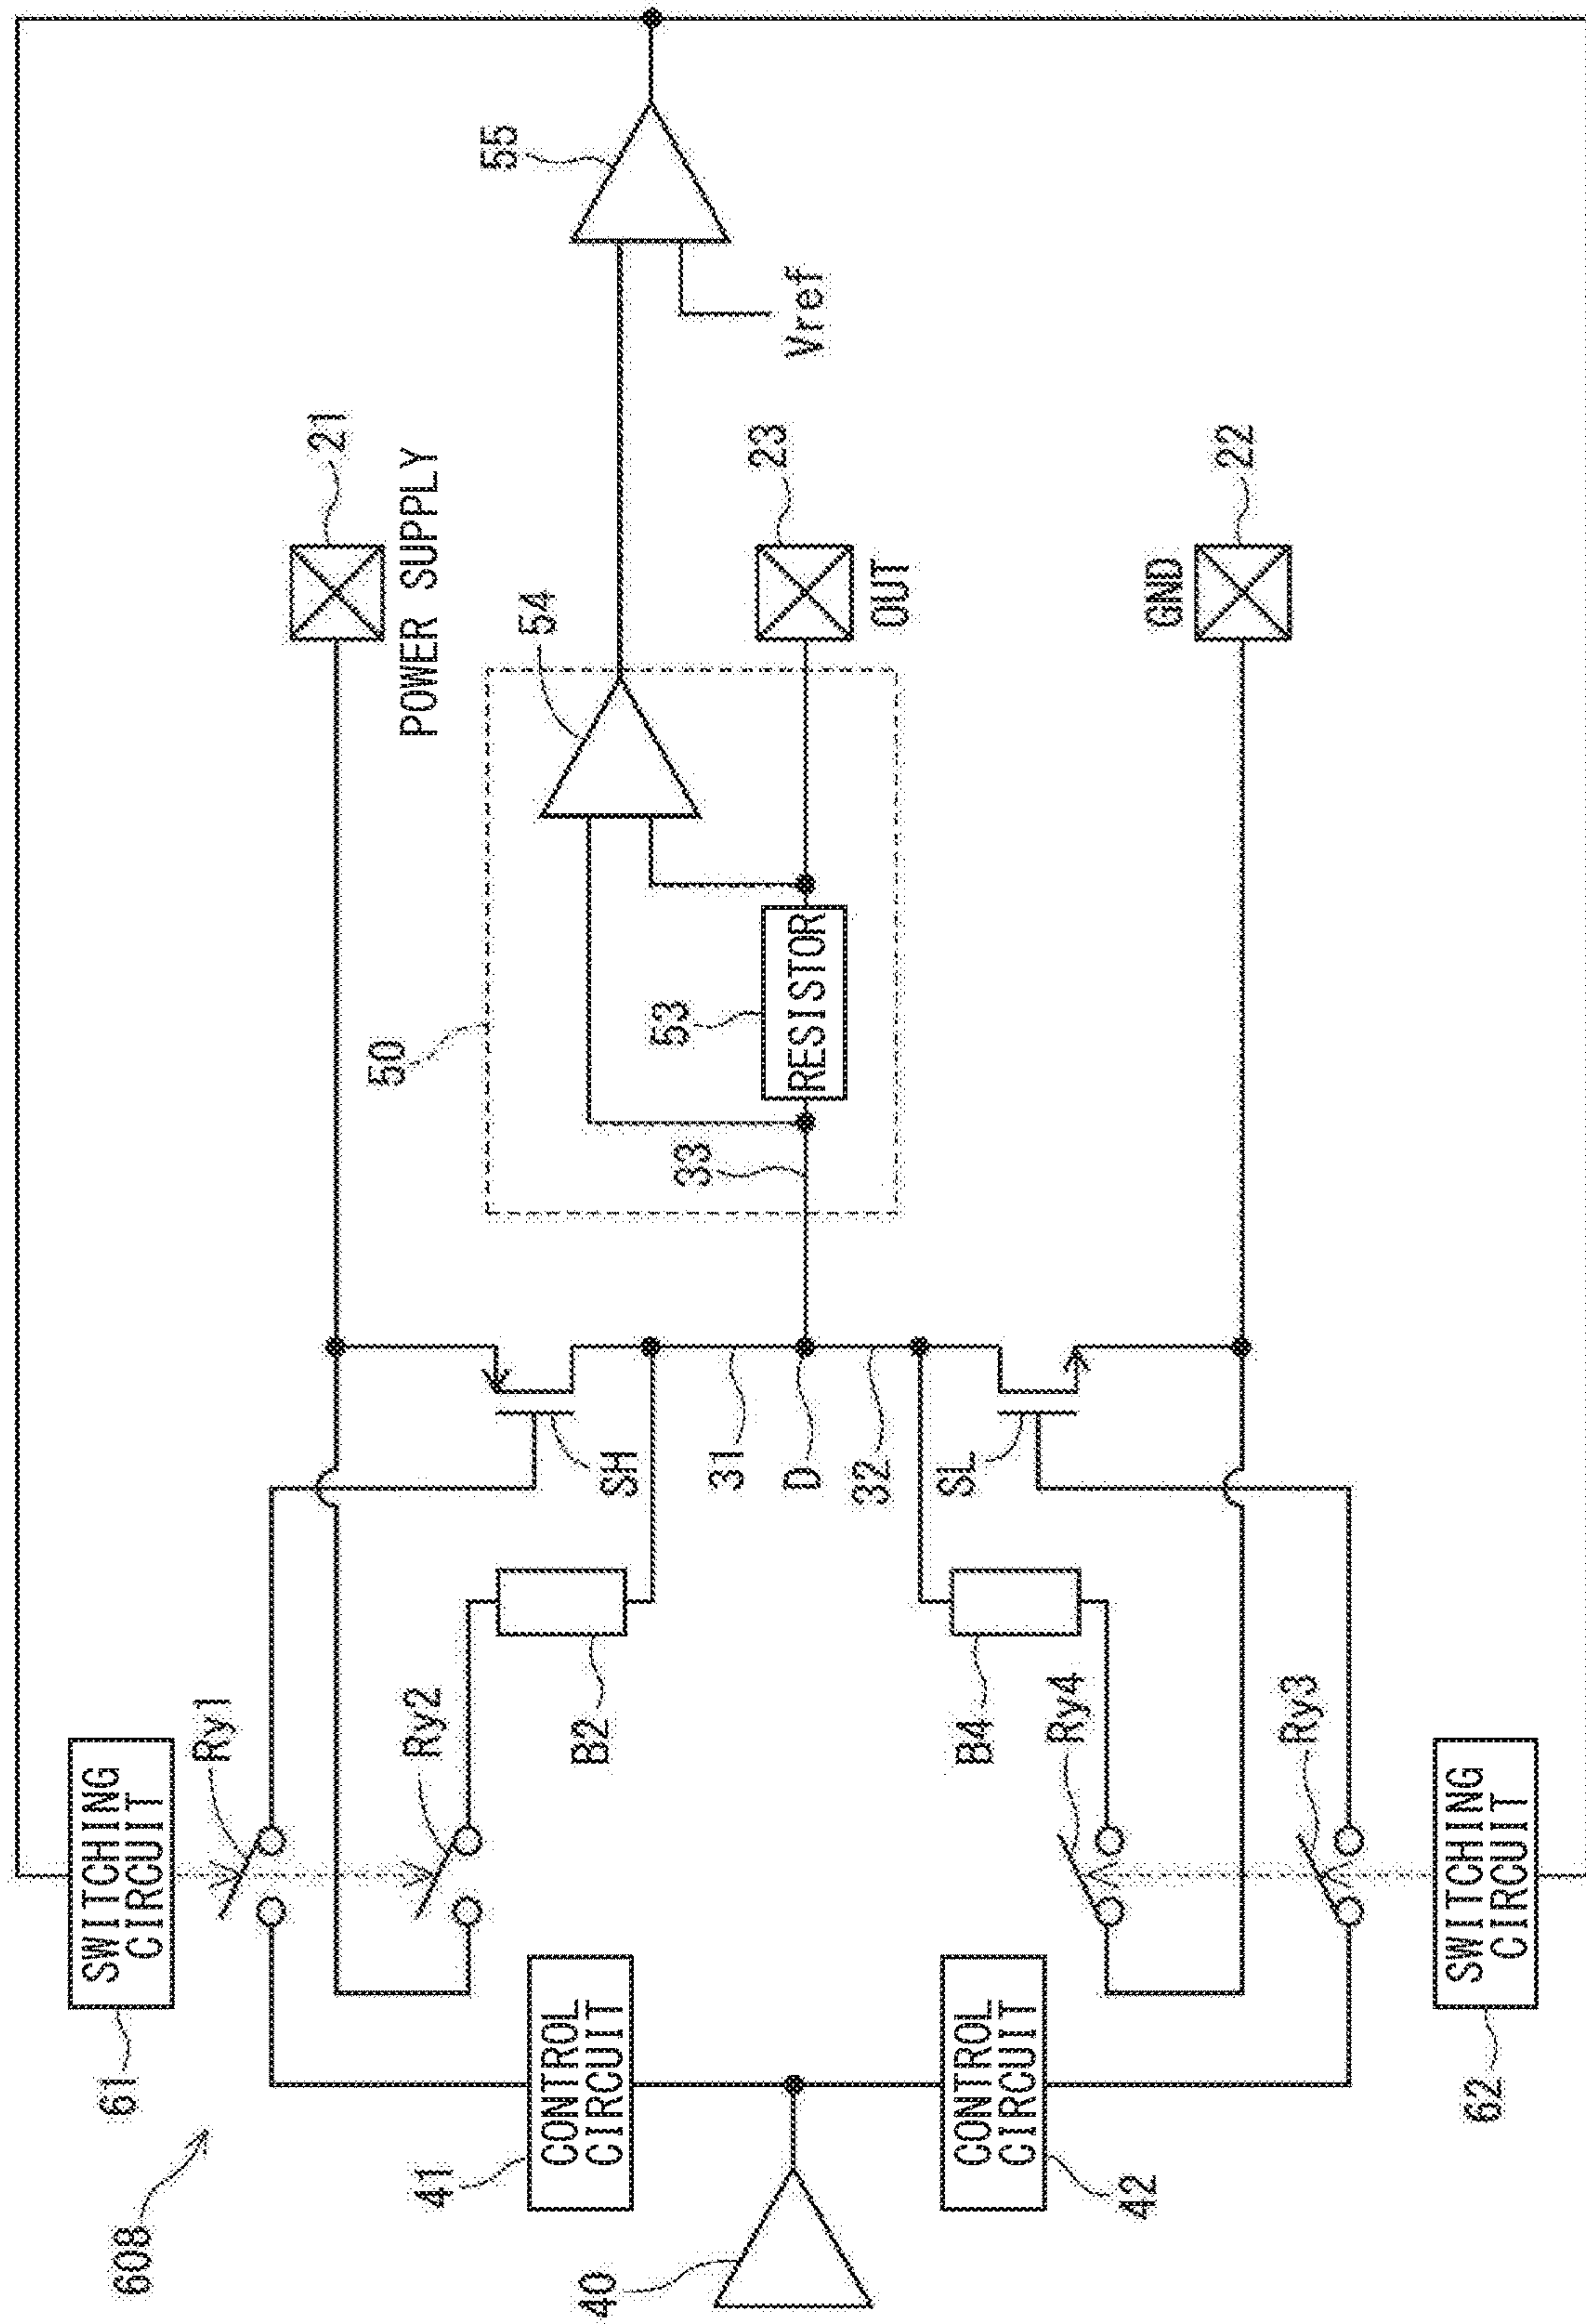 608
61
SWITCHING
CIRCUIT
Ry1
Ry2
41
CONTROL
CIRCUIT
40
CONTROL
CIRCUIT
42
B2
SH
31
D
32
SL
B4
Ry4
Ry3
SWITCHING
CIRCUIT
62
50
33
53
RESISTOR
54
21
POWER SUPPLY
23
OUT
GND
22
55
Vref